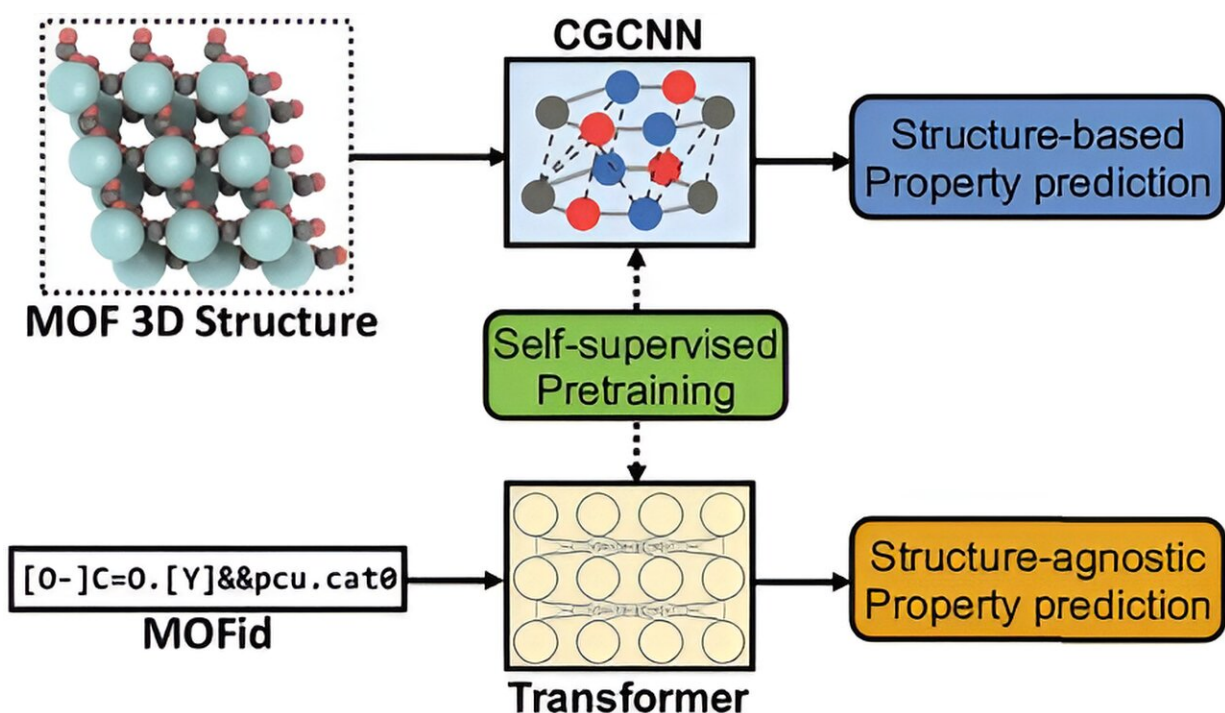 CGCNN
Structure-based
Property prediction
MOF 3D Structure
Self-supervised
Pretraining
[O-]C=O.[Y]&&pcu.cat0
MOFid
Structure-agnostic
Property prediction
Transformer